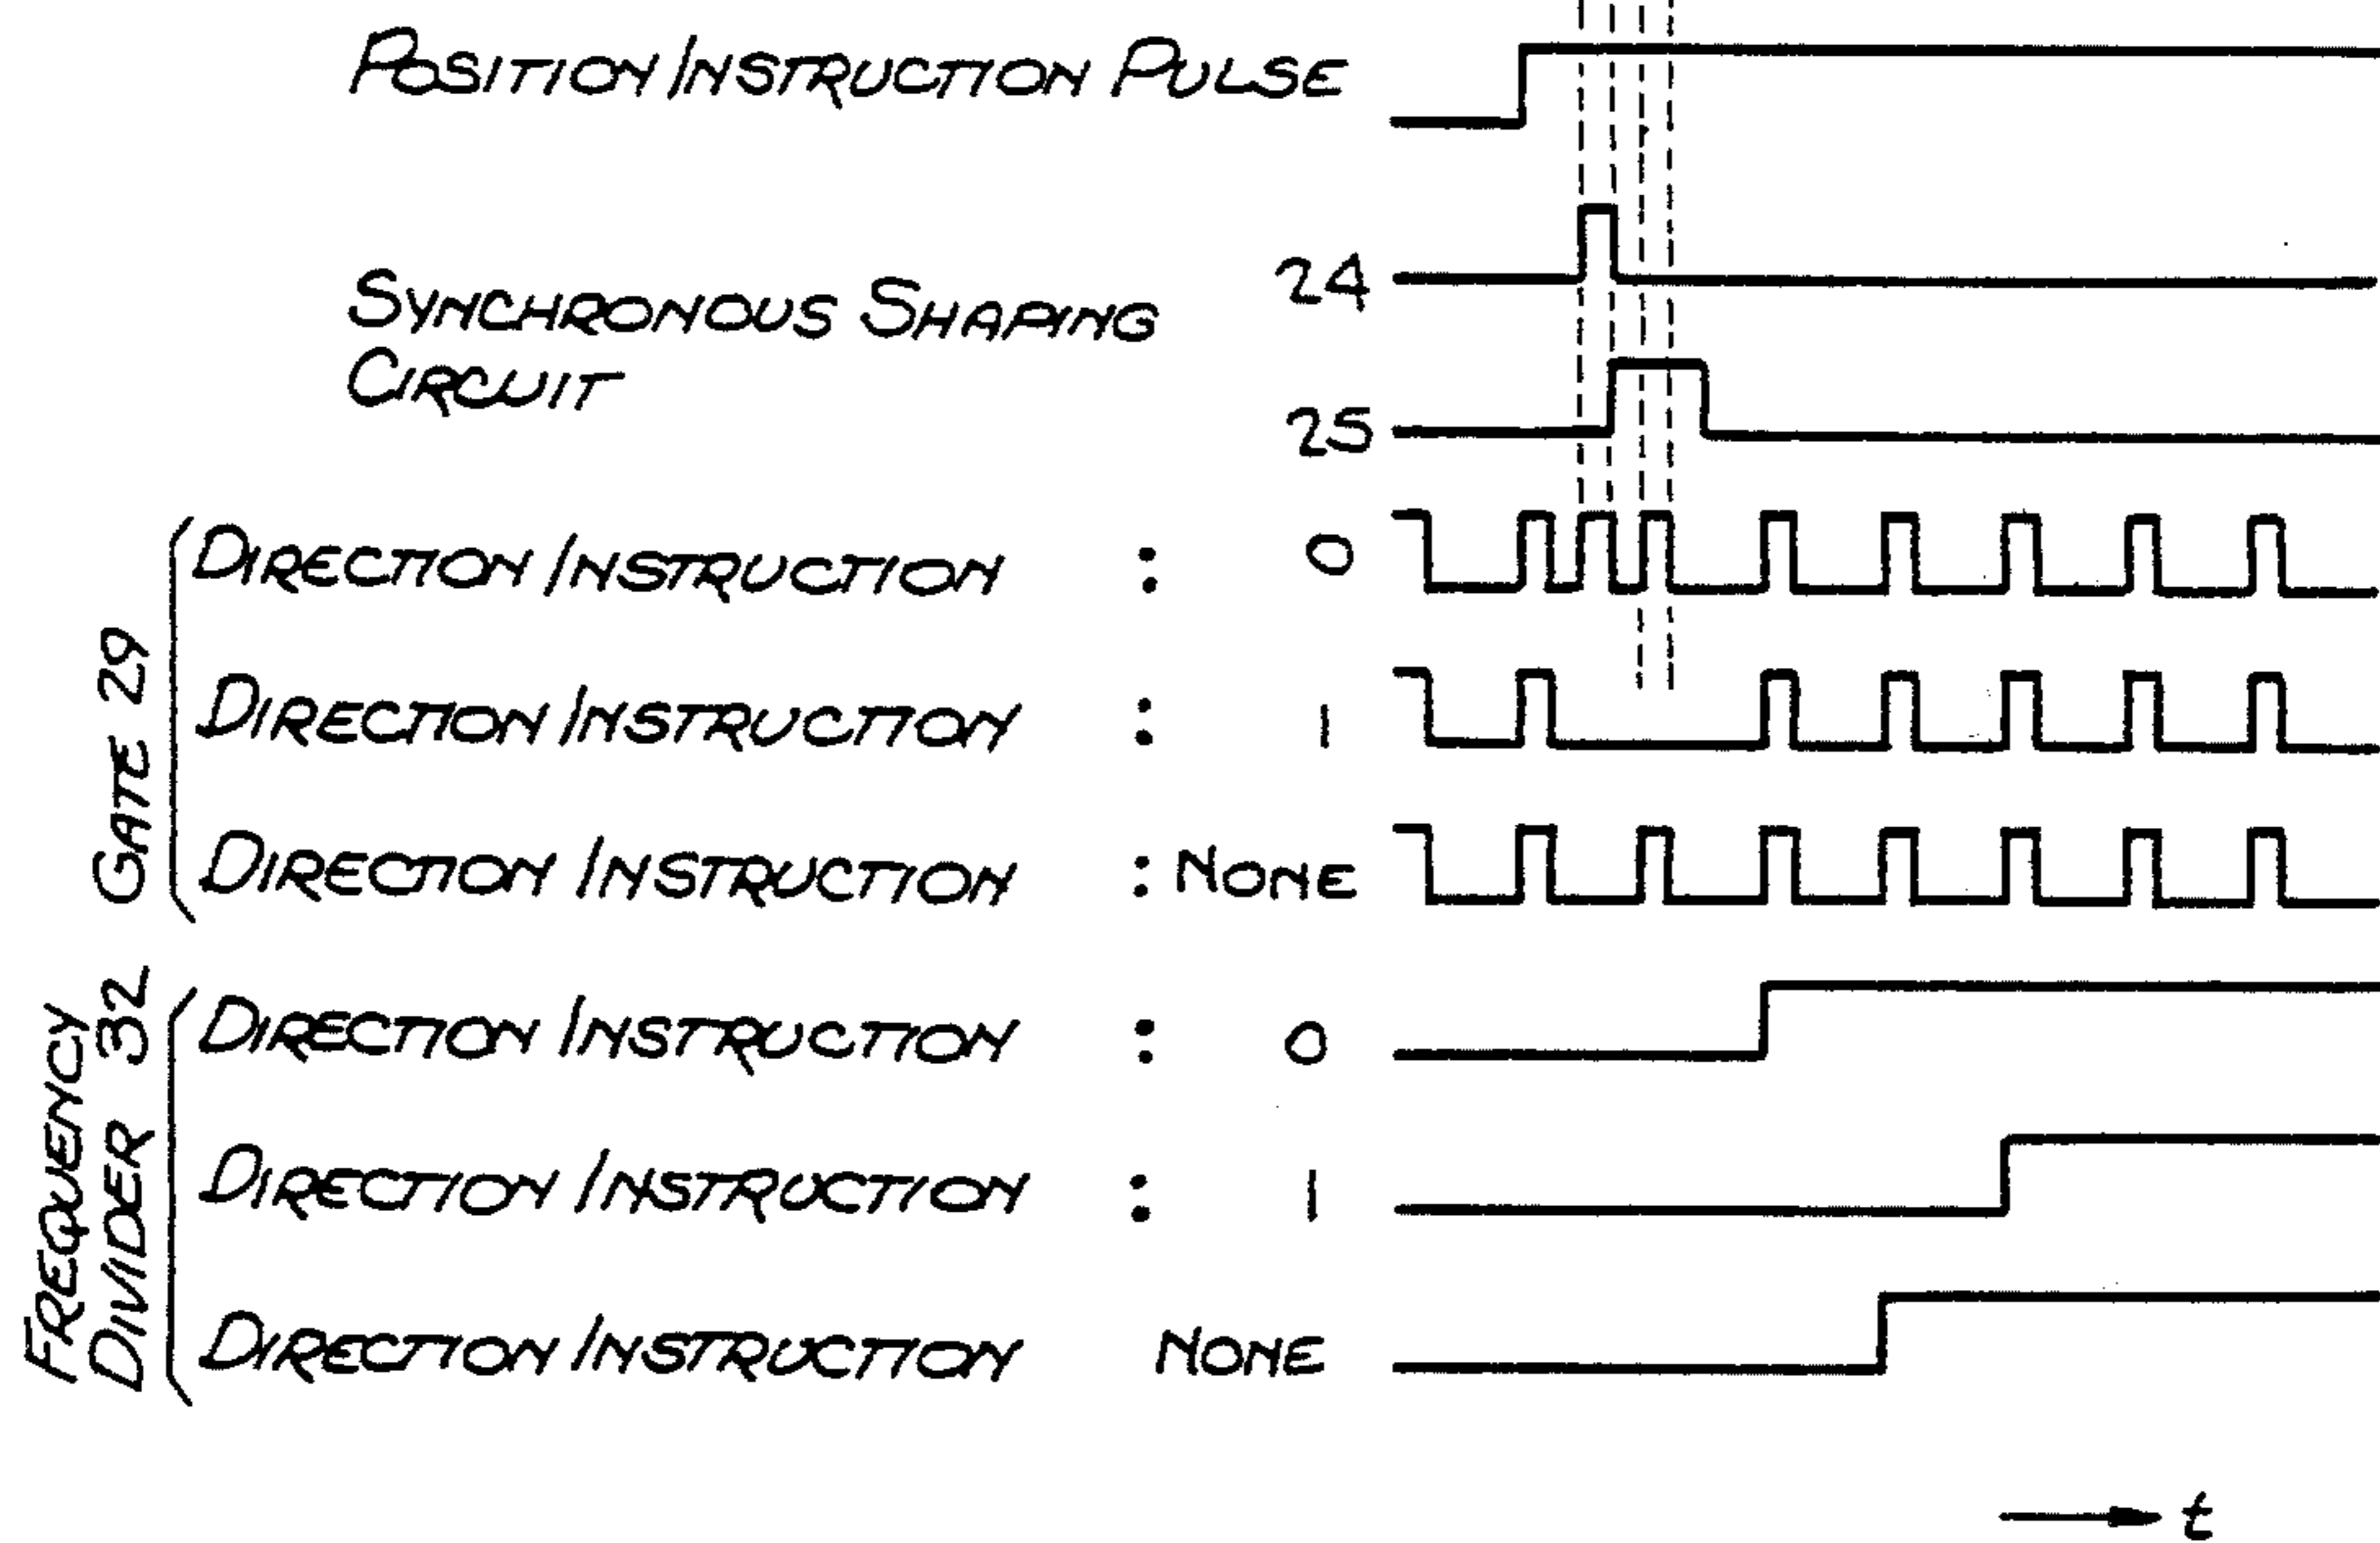 POSITION INSTRUCTION PULSE
24
SYNCHRONOUS SHAPING
CIRCUIT
25
GATE 29
DIRECTION INSTRUCTION : 0
DIRECTION INSTRUCTION : 1
DIRECTION INSTRUCTION : NONE
FREQUENCY
DIVIDER 32
DIRECTION INSTRUCTION : 0
DIRECTION INSTRUCTION : 1
DIRECTION INSTRUCTION NONE
t